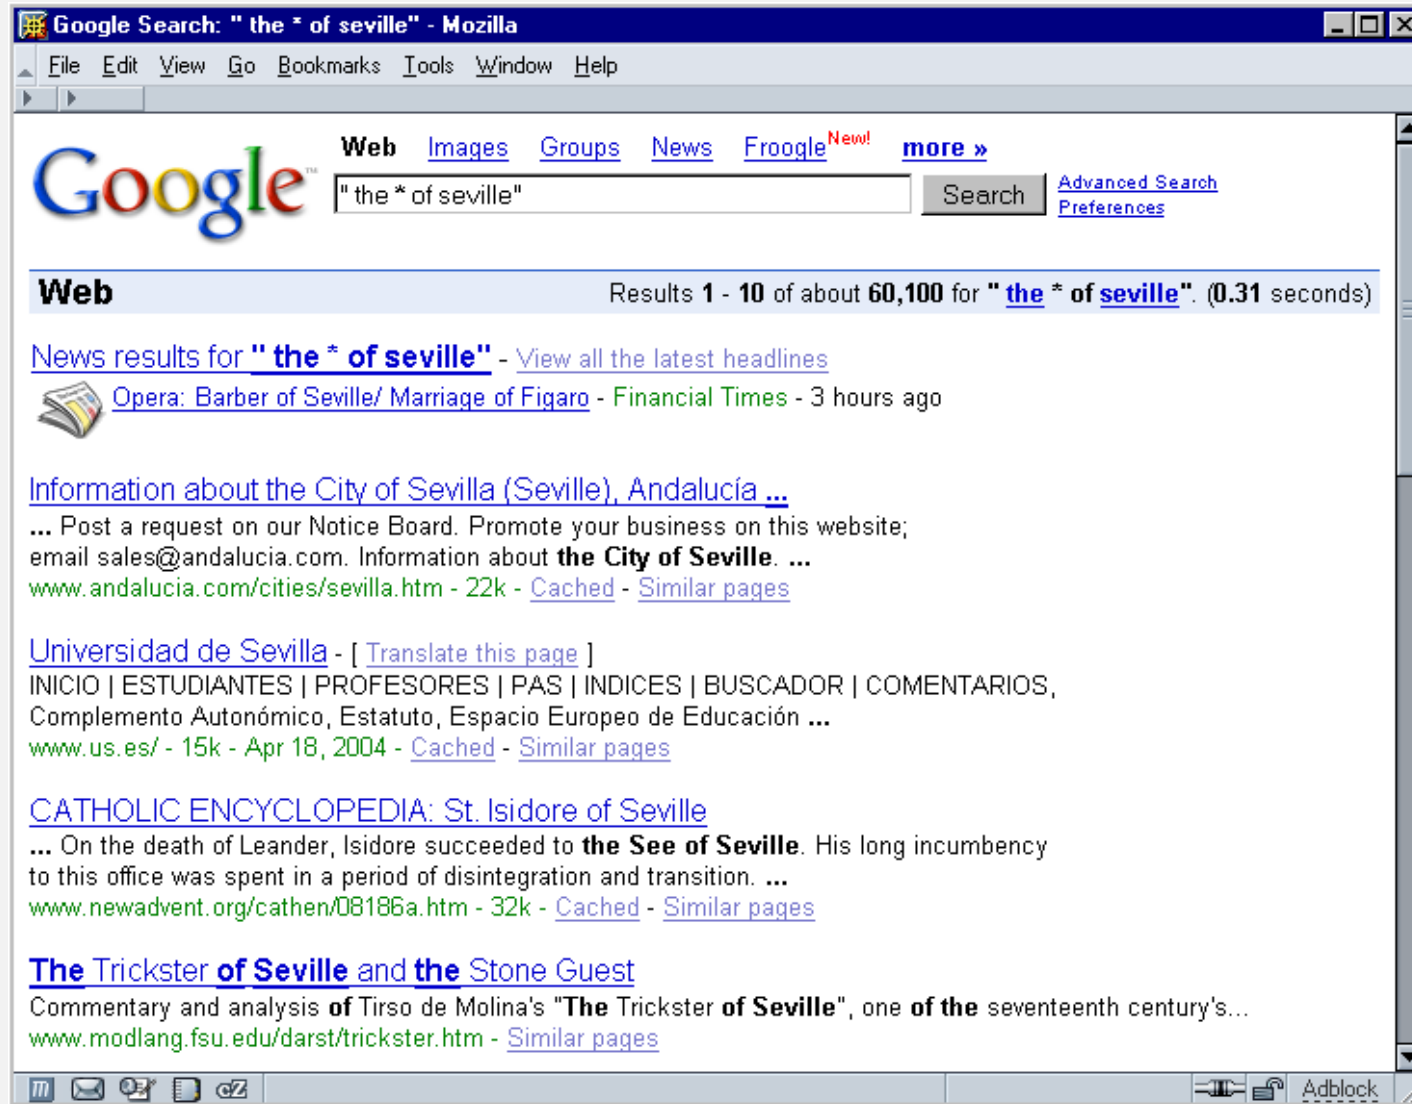 Google Search: " the * of seville" - Mozilla
File Edit View Go Bookmarks Tools Window Help
Google™
Web Images Groups News Froogle New! more »
" the * of seville" Search Advanced Search
Preferences
Web Results 1 - 10 of about 60,100 for " the * of seville". (0.31 seconds)
News results for " the * of seville" - View all the latest headlines
Opera: Barber of Seville/ Marriage of Figaro - Financial Times - 3 hours ago
Information about the City of Sevilla (Seville), Andalucía ...
... Post a request on our Notice Board. Promote your business on this website;
email sales@andalucia.com. Information about the City of Seville. ...
www.andalucia.com/cities/sevilla.htm - 22k - Cached - Similar pages
Universidad de Sevilla - [ Translate this page ]
INICIO | ESTUDIANTES | PROFESORES | PAS | INDICES | BUSCADOR | COMENTARIOS,
Complemento Autonómico, Estatuto, Espacio Europeo de Educación ...
www.us.es/ - 15k - Apr 18, 2004 - Cached - Similar pages
CATHOLIC ENCYCLOPEDIA: St. Isidore of Seville
... On the death of Leander, Isidore succeeded to the See of Seville. His long incumbency
to this office was spent in a period of disintegration and transition. ...
www.newadvent.org/cathen/08186a.htm - 32k - Cached - Similar pages
The Trickster of Seville and the Stone Guest
Commentary and analysis of Tirso de Molina's "The Trickster of Seville", one of the seventeenth century's...
www.modlang.fsu.edu/darst/trickster.htm - Similar pages
Adblock